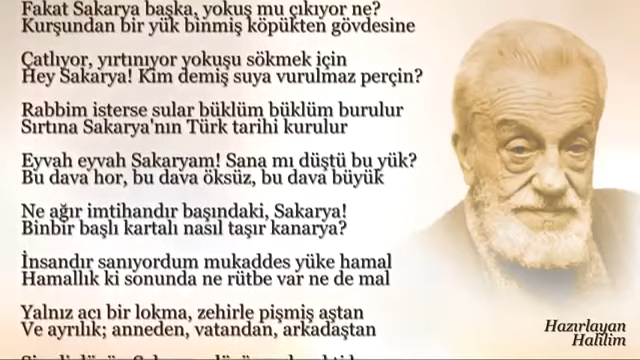 Fakat Sakarya başka, yokuş mu çıkıyor ne?
Kurşundan bir yük binmiş köpükten gövdesine
Çatlıyor, yırtınıyor yokuşu sökmek için
Hey Sakarya! Kim demiş suya vurulmaz perçin?
Rabbim isterse sular büklüm büklüm burulur
Sırtına Sakarya'nın Türk tarihi kurulur
Eyvah eyvah Sakaryam! Sana mı düştü bu yük?
Bu dava hor, bu dava öksüz, bu dava büyük
Ne ağır imtihandır başındaki, Sakarya!
Binbir başlı kartalı nasıl taşır kanarya?
İnsandır sanıyordum mukaddes yüke hamal
Hamallık ki sonunda ne rütbe var ne de mal
Yalnız acı bir lokma, zehirle pişmiş aştan
Ve ayrılık; anneden, vatandan, arkadaştan
Hazırlayan
Halilim